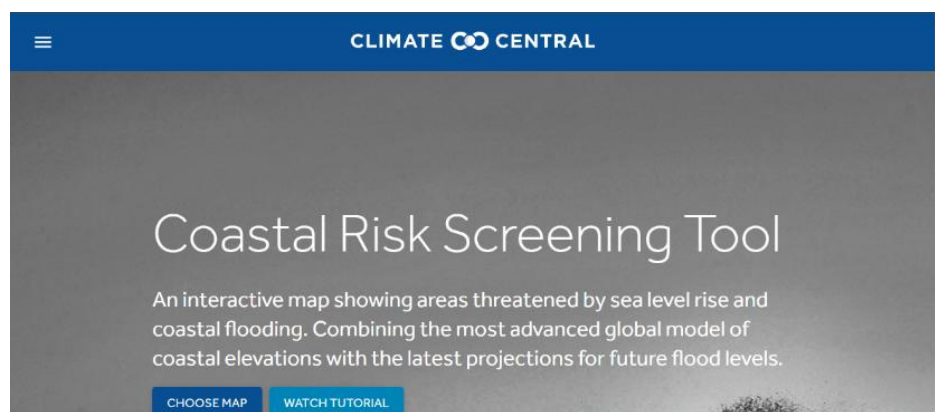 CLIMATE CENTRAL
Coastal Risk Screening Tool
An interactive map showing areas threatened by sea level rise and
coastal flooding. Combining the most advanced global model of
coastal elevations with the latest projections for future flood levels.
CHOOSE MAP WATCH TUTORIAL